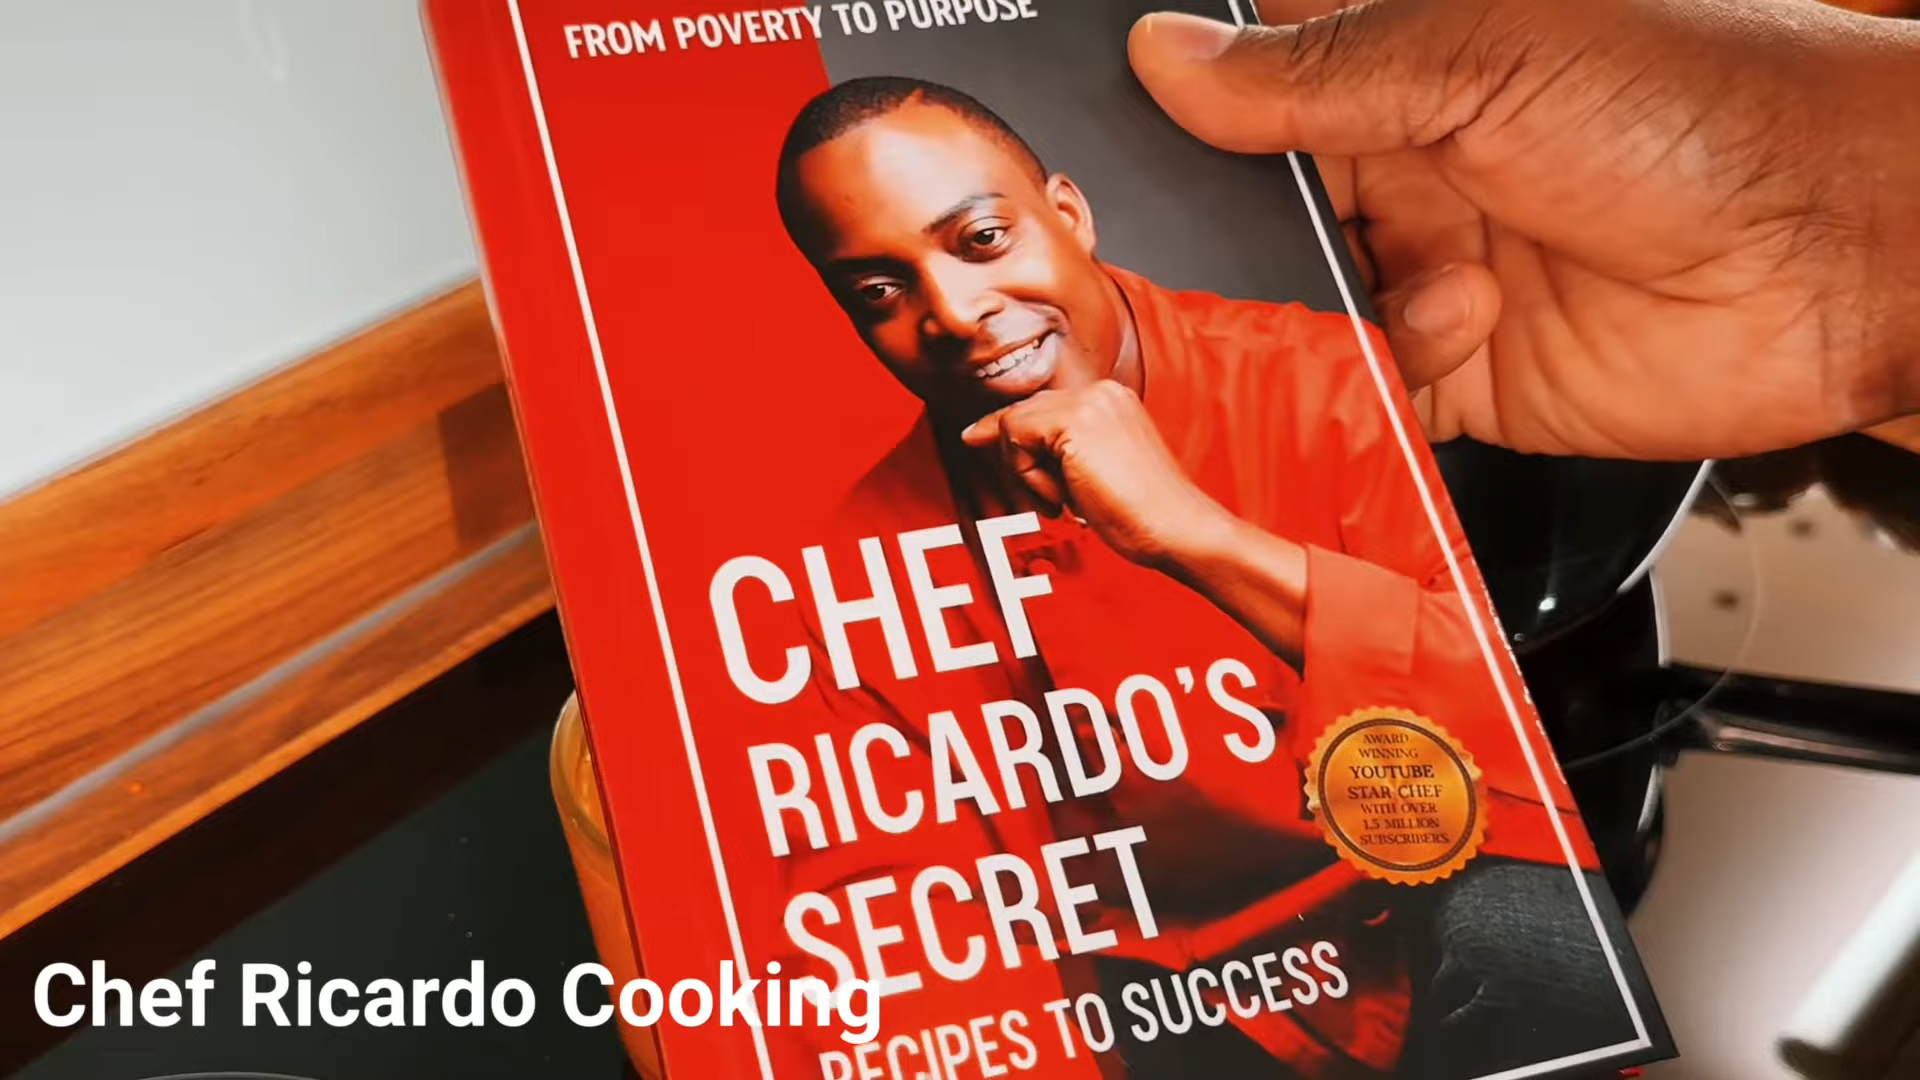 FROM POVERTY TO PURPOSE
CHEF
RICARDO'S
SECRET
RECIPES TO SUCCESS
AWARD
WINNING
YOUTUBE
STAR CHEF
WITH OVER
1.5 MILLION
SUBSCRIBERS
Chef Ricardo Cooking